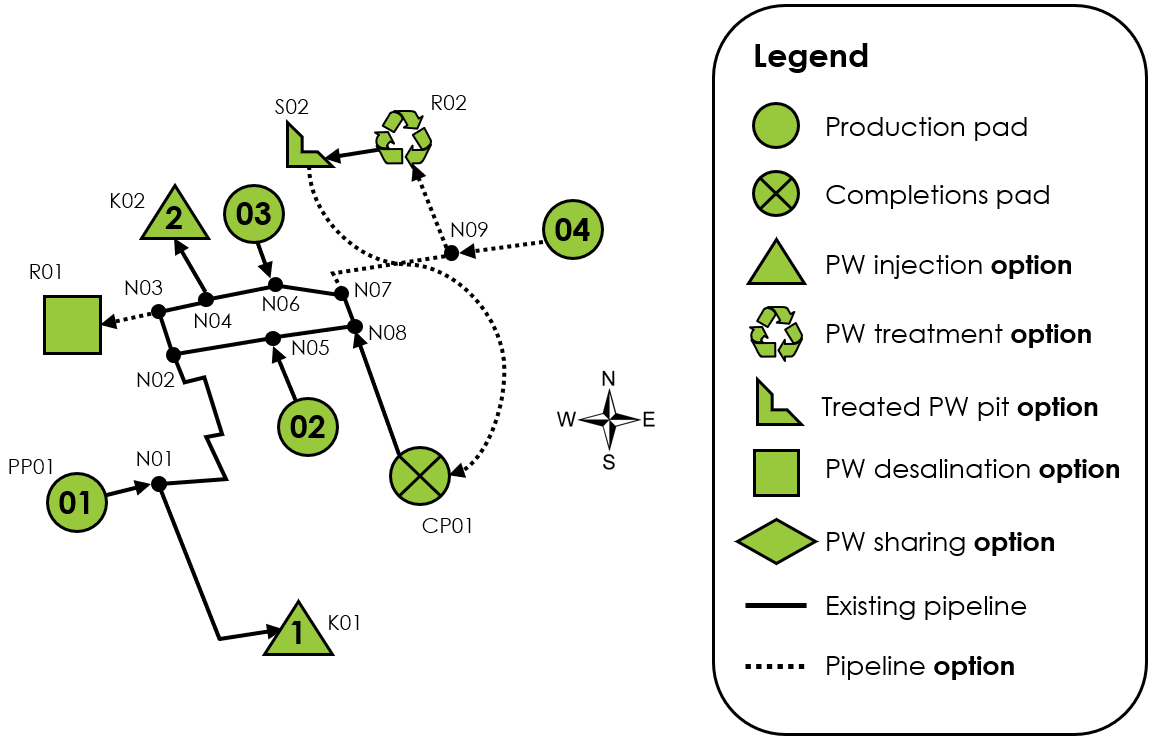 S02
R02
K02
2
03
N09
04
R01
N03
N04
N06
N07
N05
N08
N02
02
PP01
N01
01
CP01
K01
1
N
W
E
S
Legend
Production pad
Completions pad
PW injection option
PW treatment option
Treated PW pit option
PW desalination option
PW sharing option
Existing pipeline
Pipeline option